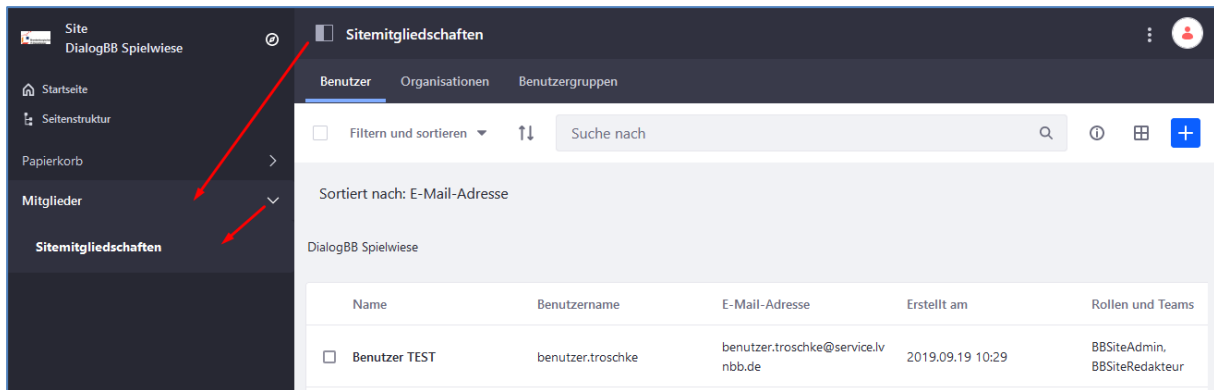 Site
DialogBB Spielwiese
Startseite
Seitenstruktur
Papierkorb
Mitglieder
Sitemitgliedschaften
Sitemitgliedschaften
Benutzer Organisationen Benutzergruppen
Filtern und sortieren Suche nach
Sortiert nach: E-Mail-Adresse
DialogBB Spielwiese
Name Benutzername E-Mail-Adresse Erstellt am Rollen und Teams
Benutzer TEST benutzer.troschke benutzer.troschke@service.lv 2019.09.19 10:29 BBSiteAdmin,
nbb.de BBSiteRedakteur